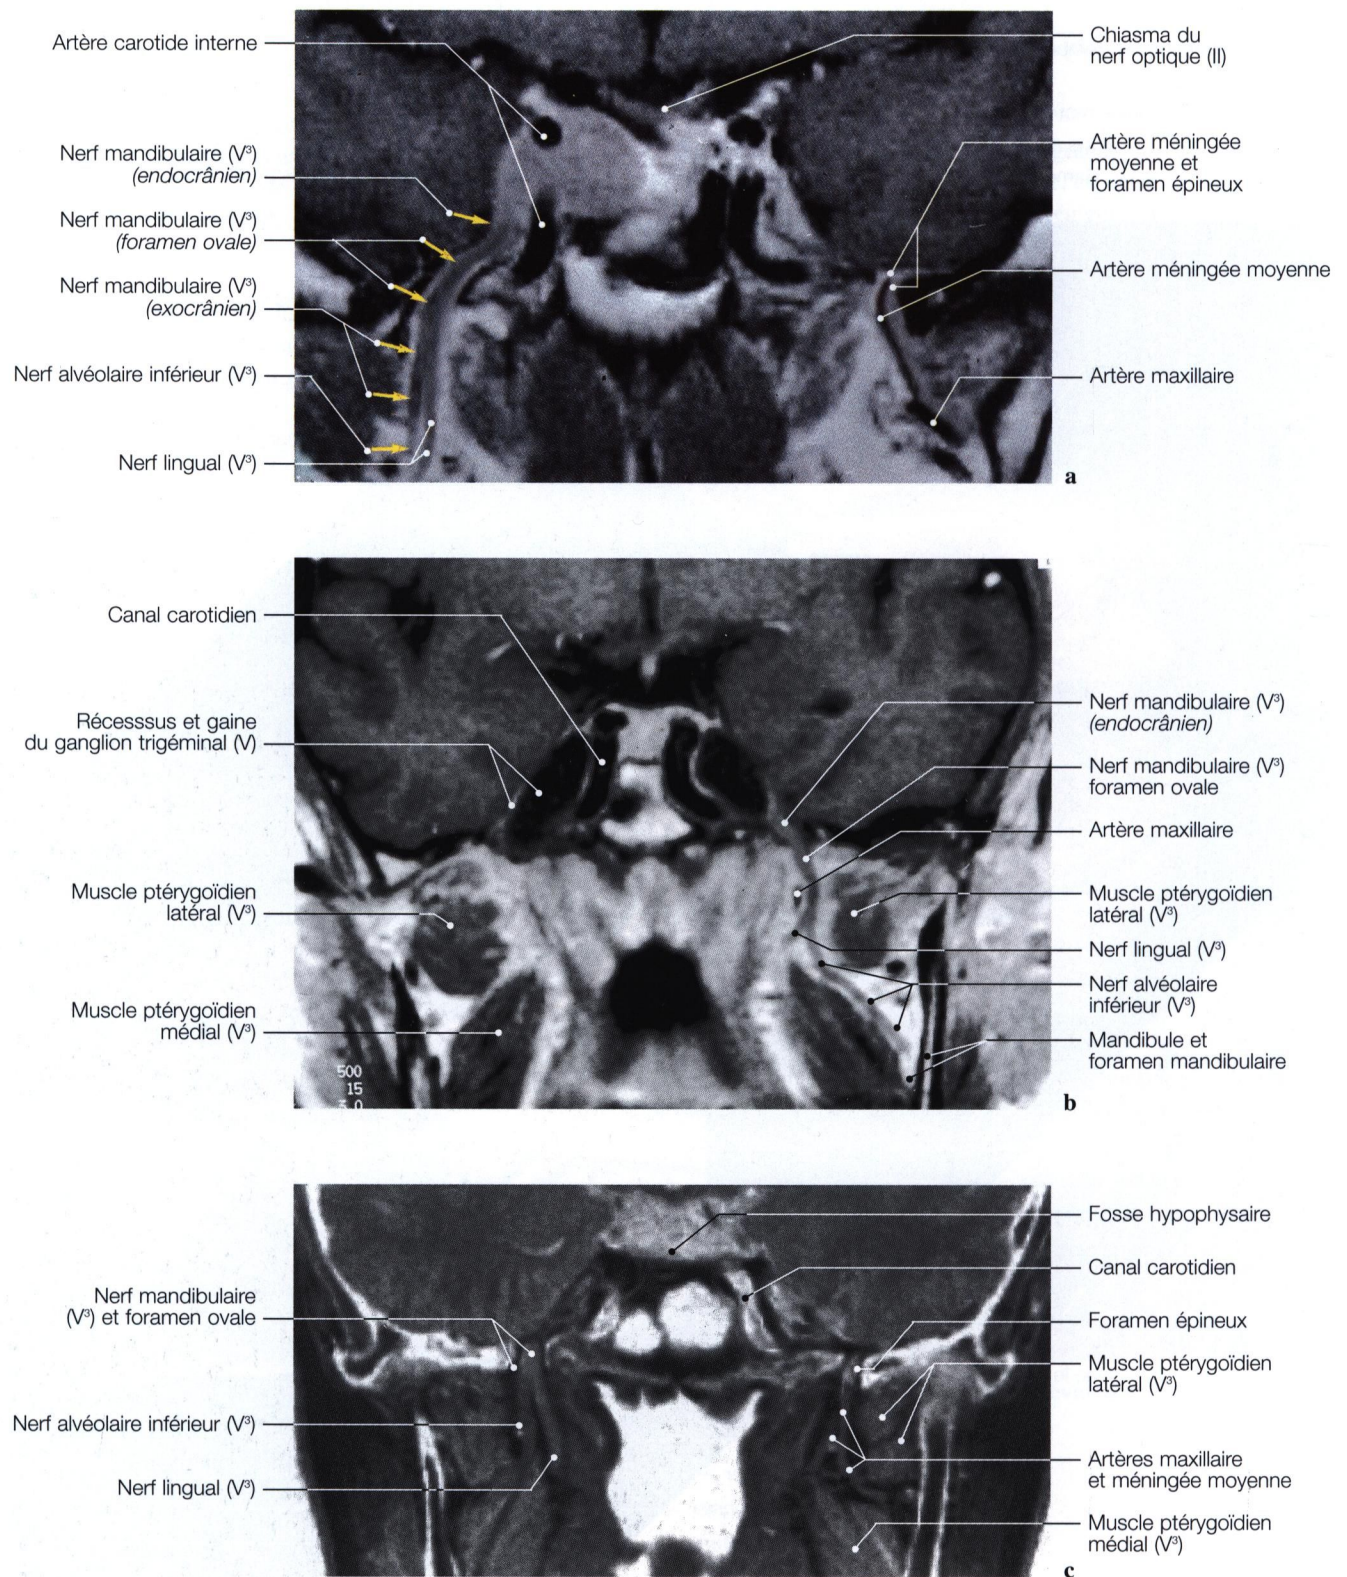 Artère carotide interne
Nerf mandibulaire (V³)
(endocrânien)
Nerf mandibulaire (V³)
(foramen ovale)
Nerf mandibulaire (V³)
(exocrânien)
Nerf alvéolaire inférieur (V³)
Nerf lingual (V³)
Chiasma du
nerf optique (II)
Artère méningée
moyenne et
foramen épineux
Artère méningée moyenne
Artère maxillaire
a
Canal carotidien
Récesssus et gaine
du ganglion trigéminal (V)
Muscle ptérygoïdien
latéral (V³)
Muscle ptérygoïdien
médial (V³)
500
15
3.0
Nerf mandibulaire (V³)
(endocrânien)
Nerf mandibulaire (V³)
foramen ovale
Artère maxillaire
Muscle ptérygoïdien
latéral (V³)
Nerf lingual (V³)
Nerf alvéolaire
inférieur (V³)
Mandibule et
foramen mandibulaire
b
Nerf mandibulaire
(V³) et foramen ovale
Nerf alvéolaire inférieur (V³)
Nerf lingual (V³)
Fosse hypophysaire
Canal carotidien
Foramen épineux
Muscle ptérygoïdien
latéral (V³)
Artères maxillaire
et méningée moyenne
Muscle ptérygoïdien
médial (V³)
c